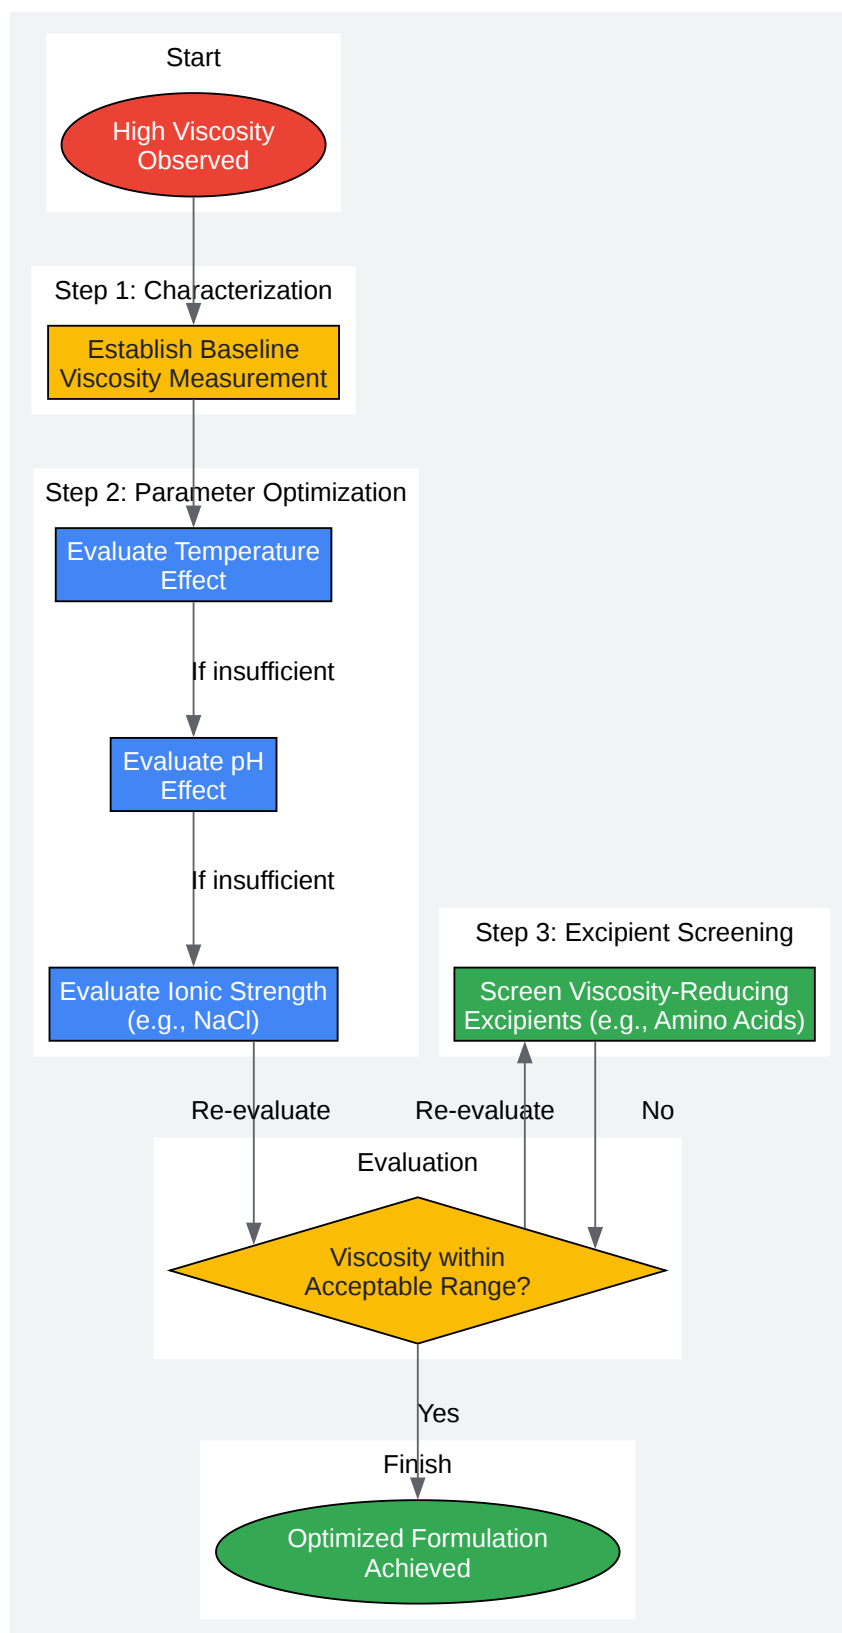 Start
High Viscosity
Observed
Step 1: Characterization
Establish Baseline
Viscosity Measurement
Step 2: Parameter Optimization
Evaluate Temperature
Effect
If insufficient
Evaluate pH
Effect
If insufficient
Evaluate Ionic Strength
(e.g., NaCl)
Step 3: Excipient Screening
Screen Viscosity-Reducing
Excipients (e.g., Amino Acids)
Re-evaluate
Re-evaluate
No
Evaluation
Viscosity within
Acceptable Range?
Yes
Finish
Optimized Formulation
Achieved